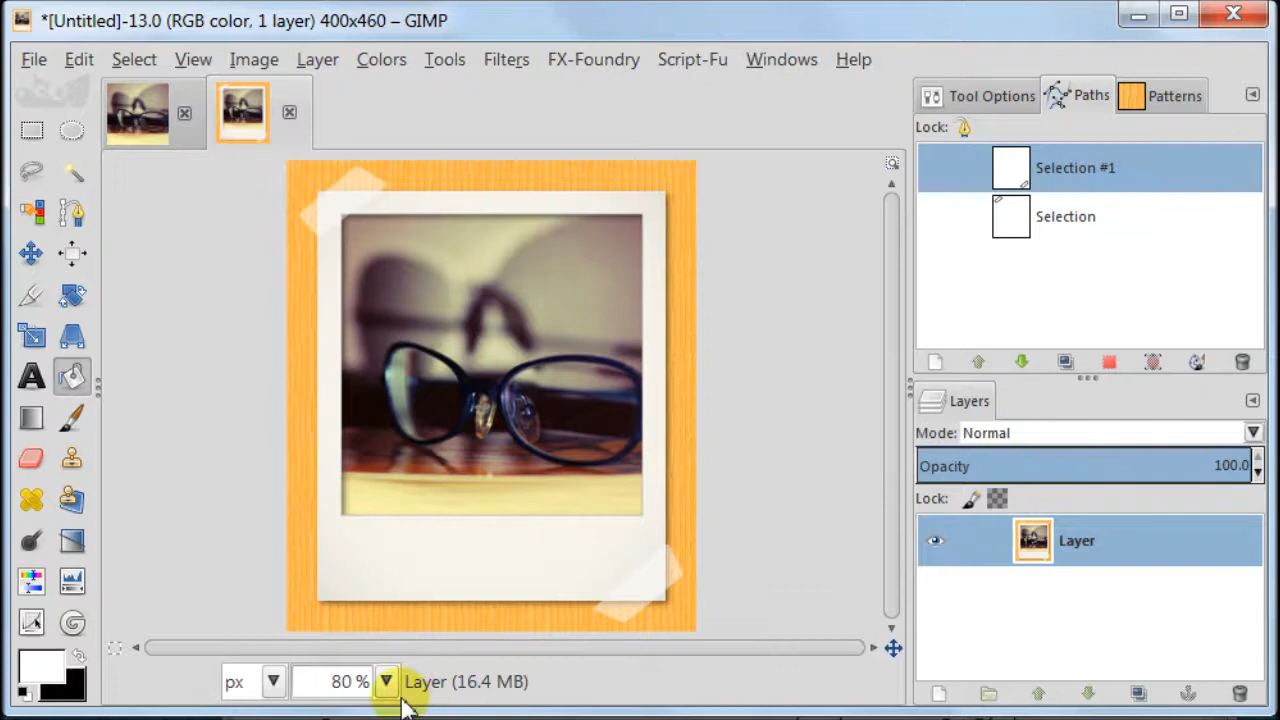 *[Untitled]-13.0 (RGB color, 1 layer) 400x460 – GIMP
File Edit Select View Image Layer Colors Tools Filters FX-Foundry Script-Fu Windows Help
Tool Options Paths Patterns
Lock:
Selection #1
Selection
Layers
Mode: Normal
Opacity 100.0
Lock:
Layer
px 80 % Layer (16.4 MB)